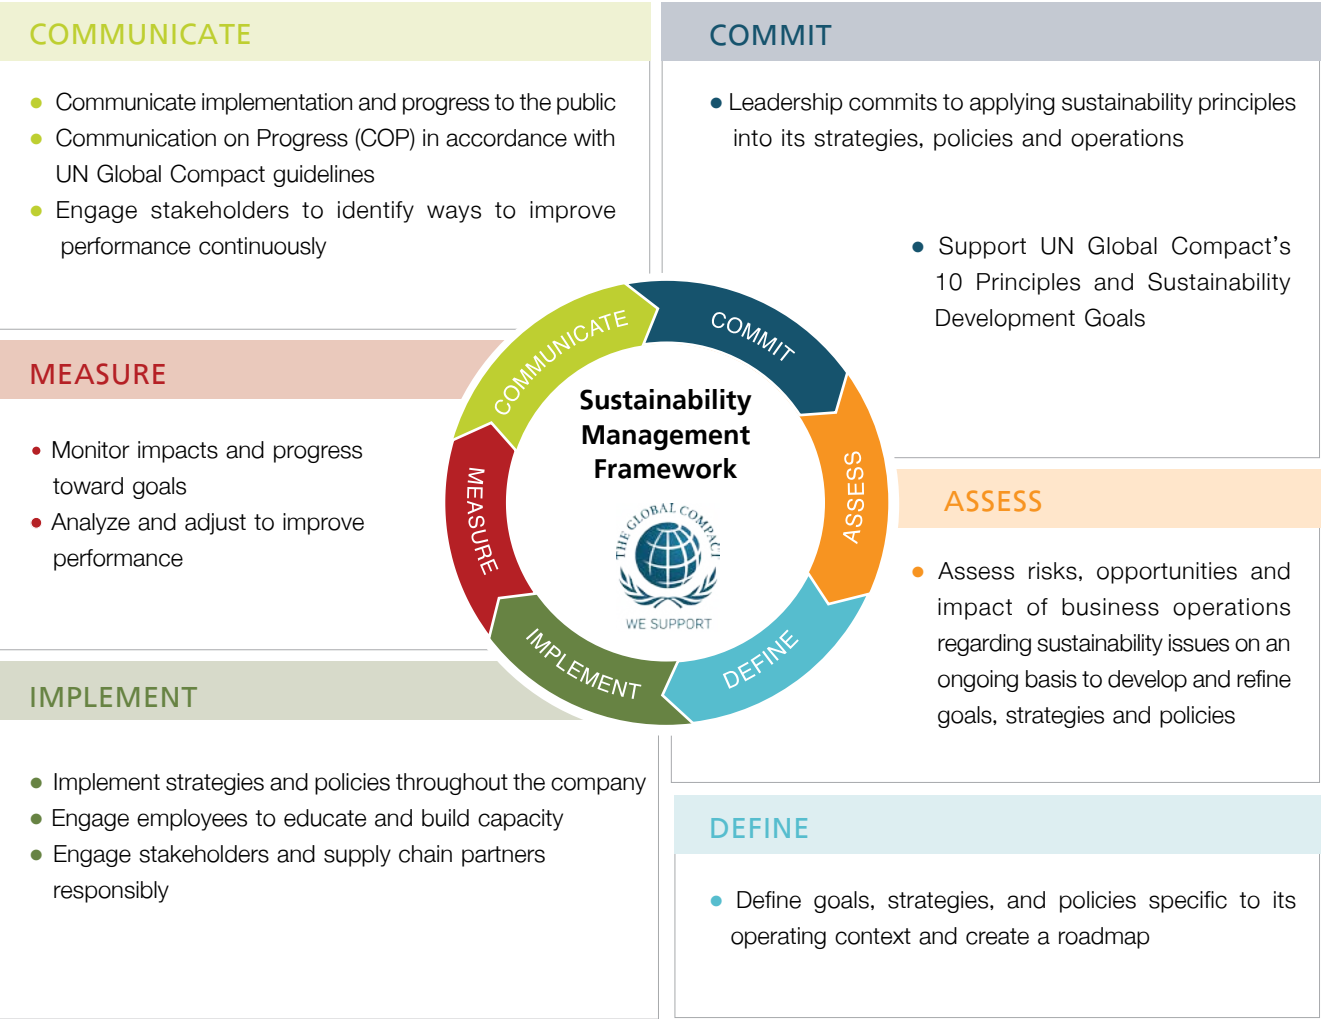 COMMUNICATE
● Communicate implementation and progress to the public
● Communication on Progress (COP) in accordance with
UN Global Compact guidelines
● Engage stakeholders to identify ways to improve
performance continuously
COMMIT
● Leadership commits to applying sustainability principles
into its strategies, policies and operations
● Support UN Global Compact’s
10 Principles and Sustainability
Development Goals
MEASURE
● Monitor impacts and progress
toward goals
● Analyze and adjust to improve
performance
COMMUNICATE
COMMIT
ASSESS
DEFINE
IMPLEMENT
MEASURE
Sustainability
Management
Framework
THE GLOBAL COMPACT
WE SUPPORT
ASSESS
● Assess risks, opportunities and
impact of business operations
regarding sustainability issues on an
ongoing basis to develop and refine
goals, strategies and policies
IMPLEMENT
● Implement strategies and policies throughout the company
● Engage employees to educate and build capacity
● Engage stakeholders and supply chain partners
responsibly
DEFINE
● Define goals, strategies, and policies specific to its
operating context and create a roadmap